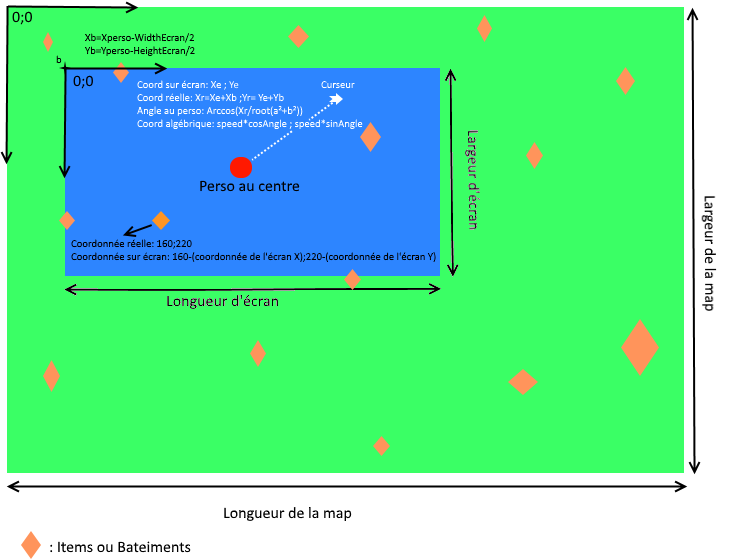 0;0
Xb=Xperso-WidthEcran/2
Yb=Yperso-HeightEcran/2
b
0;0
Coord sur écran: Xe ; Ye
Curseur
Coord réelle: Xr=Xe+Xb ;Yr= Ye+Yb
Angle au perso: Arccos(Xr/root(a²+b²))
Coord algébrique: speed*cosAngle ; speed*sinAngle
Perso au centre
Largeur d'écran
Largeur de la map
Coordonnée réelle: 160;220
Coordonnée sur écran: 160-(coordonnée de l'écran X);220-(coordonnée de l'écran Y)
Longueur d'écran
Longueur de la map
: Items ou Bateiments